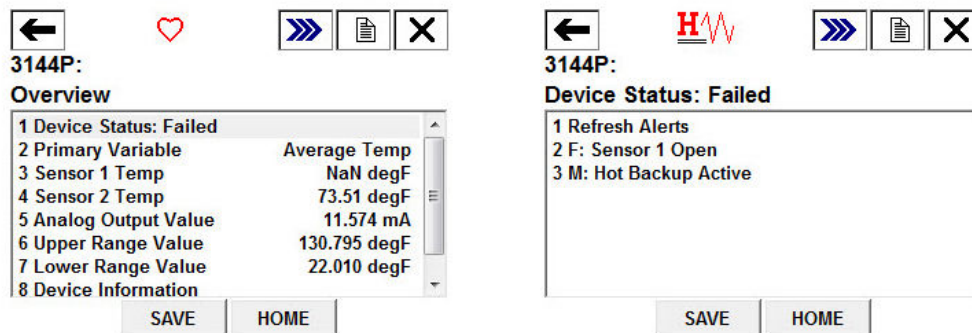 3144P:
Overview
1 Device Status: Failed
2 Primary Variable Average Temp
3 Sensor 1 Temp NaN degF
4 Sensor 2 Temp 73.51 degF
5 Analog Output Value 11.574 mA
6 Upper Range Value 130.795 degF
7 Lower Range Value 22.010 degF
8 Device Information
SAVE HOME
H
3144P:
Device Status: Failed
1 Refresh Alerts
2 F: Sensor 1 Open
3 M: Hot Backup Active
SAVE HOME